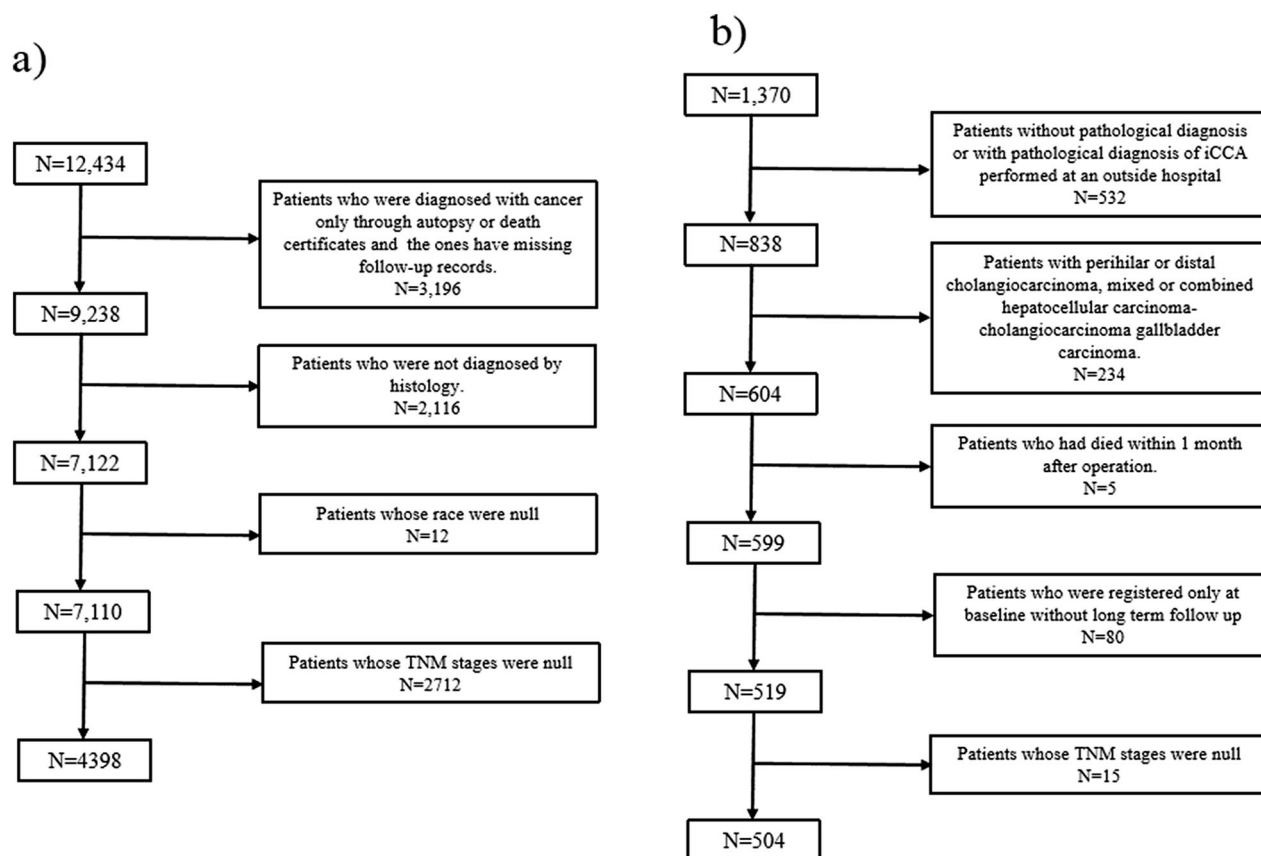 a)
N=12,434
Patients who were diagnosed with cancer
only through autopsy or death
certificates and the ones have missing
follow-up records.
N=3,196
N=9,238
Patients who were not diagnosed by
histology.
N=2,116
N=7,122
Patients whose race were null
N=12
N=7,110
Patients whose TNM stages were null
N=2712
N=4398
b)
N=1,370
Patients without pathological diagnosis
or with pathological diagnosis of iCCA
performed at an outside hospital
N=532
N=838
Patients with perihilar or distal
cholangiocarcinoma, mixed or combined
hepatocellular carcinoma-
cholangiocarcinoma gallbladder
carcinoma.
N=234
N=604
Patients who had died within 1 month
after operation.
N=5
N=599
Patients who were registered only at
baseline without long term follow up
N=80
N=519
Patients whose TNM stages were null
N=15
N=504